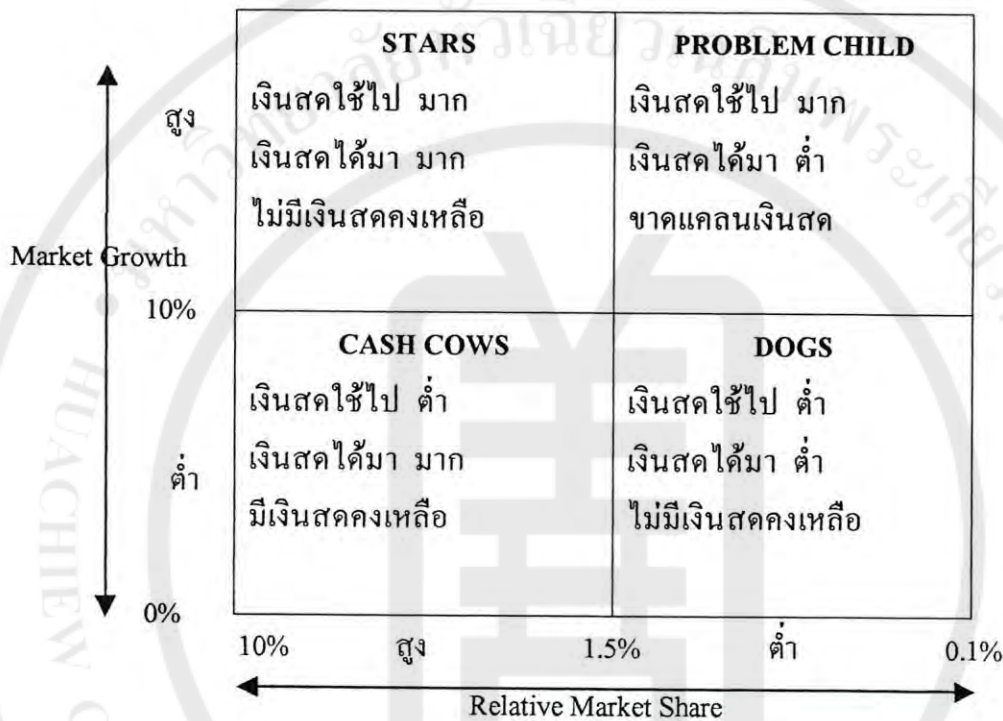 STARS
PROBLEM CHILD
สูง
เงินสดใช้ไป มาก
เงินสดได้มา มาก
ไม่มีเงินสดคงเหลือ
เงินสดใช้ไป มาก
เงินสดได้มา ต่ำ
ขาดแคลนเงินสด
Market Growth
10%
CASH COWS
DOGS
ต่ำ
เงินสดใช้ไป ต่ำ
เงินสดได้มา มาก
มีเงินสดคงเหลือ
เงินสดใช้ไป ต่ำ
เงินสดได้มา ต่ำ
ไม่มีเงินสดคงเหลือ
0%
10% สูง 1.5% ต่ำ 0.1%
Relative Market Share
HUACHIEW